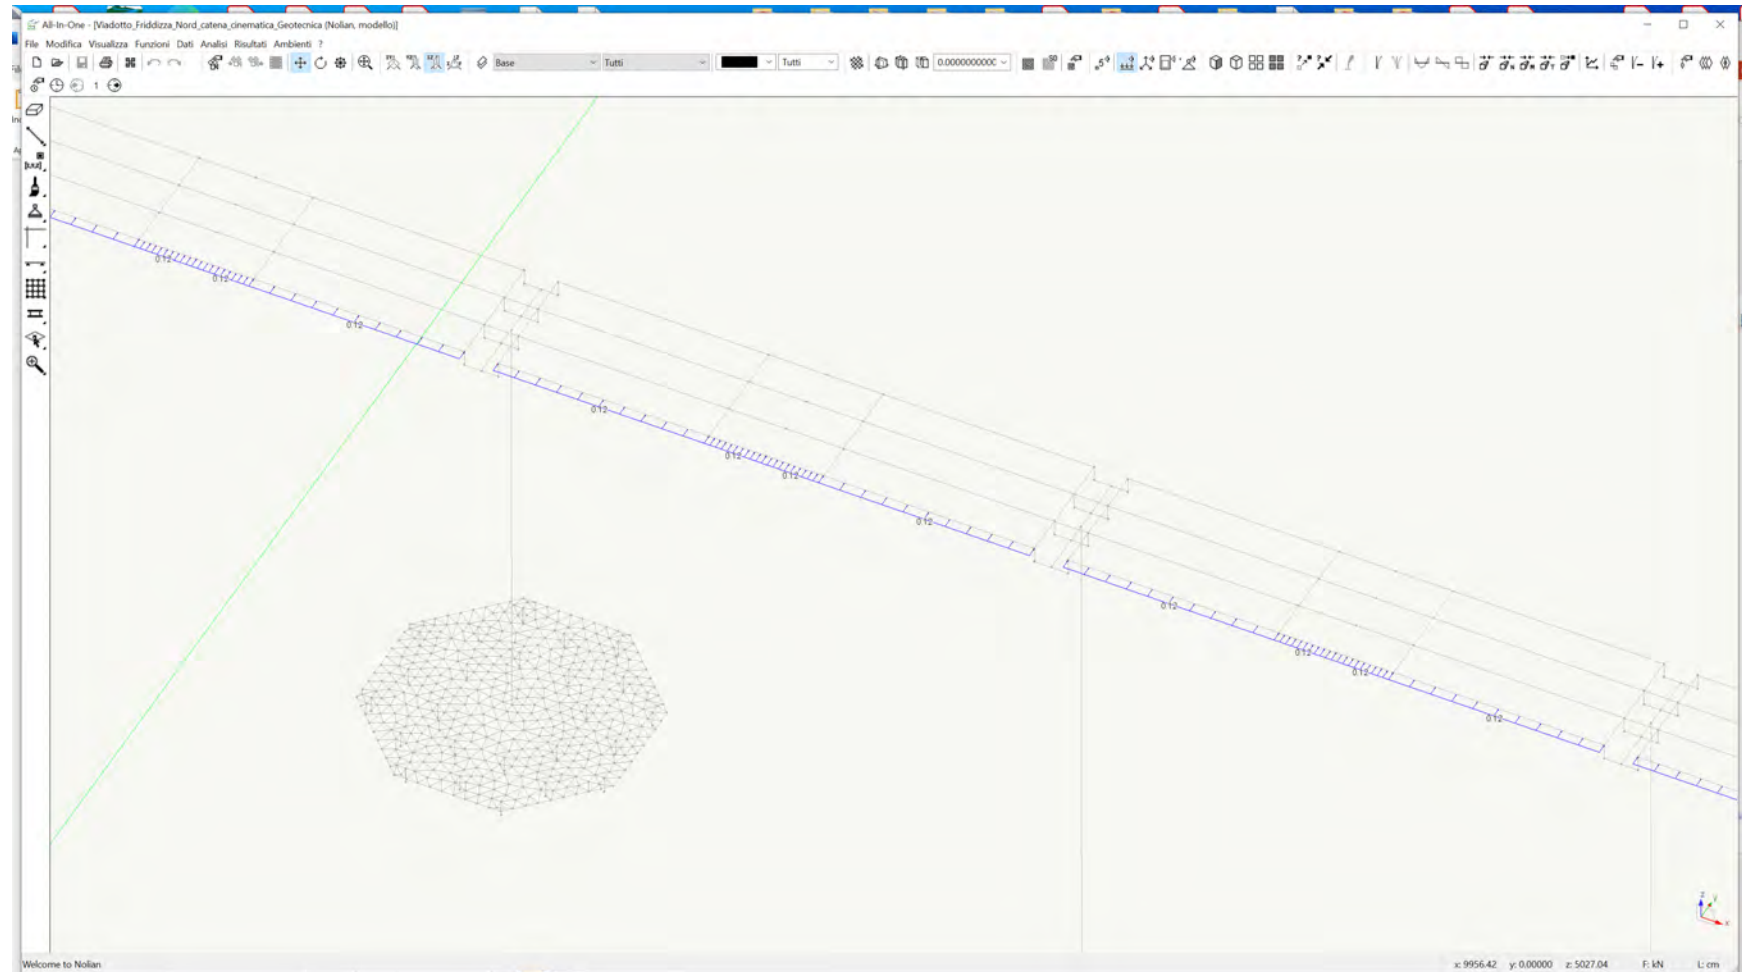 All-In-One - [Viadotto_Friddizza_Nord_catena_cinematica_Geotecnica (Nolian, modello)]
File Modifica Visualizza Funzioni Dati Analisi Risultati Ambienti ?
Base Tutti Tutti 0.000000000C
1
0.12
0.12
0.12
0.12
0.12
0.12
0.12
0.12
0.12
0.12
0.12
z y x
Welcome to Nolian x: 9956.42 y: 0.00000 z: 5027.04 F: kN L: cm